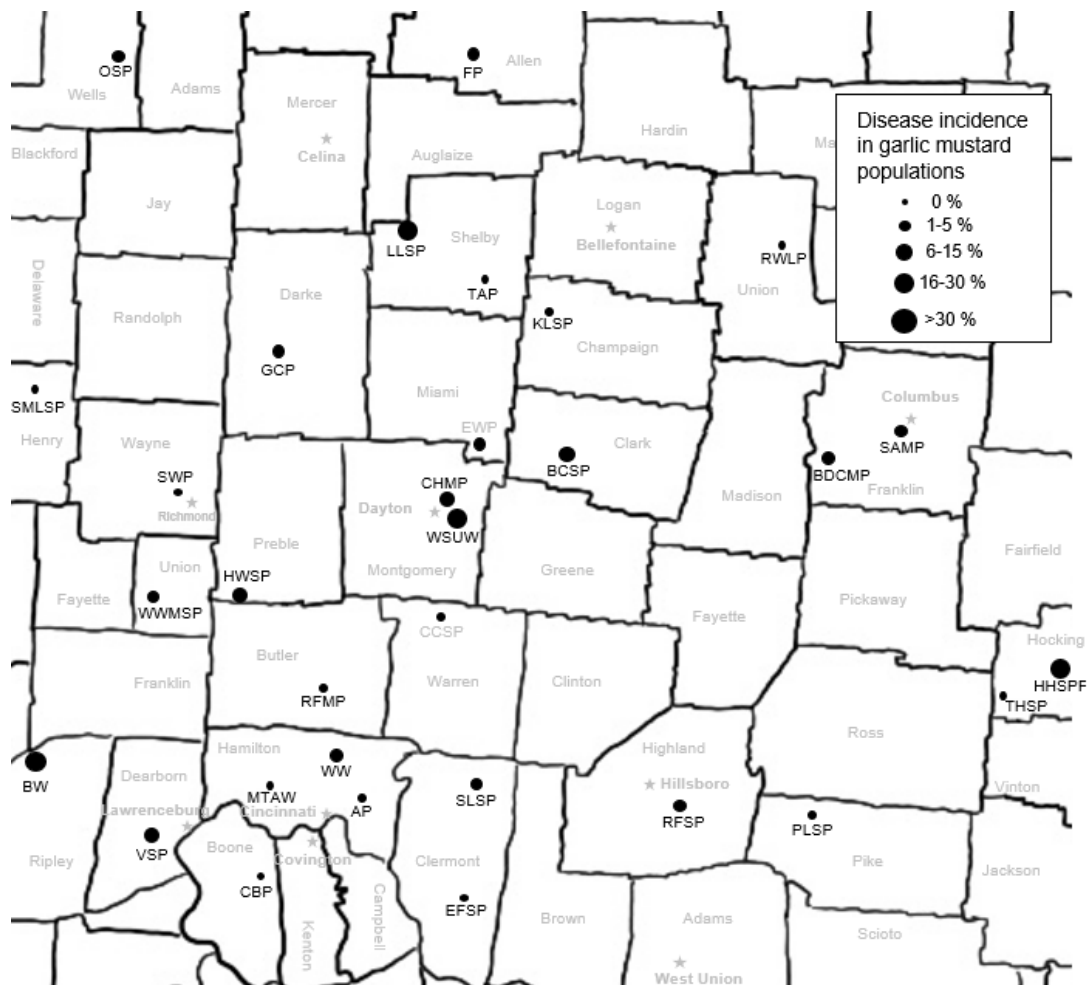 OSP
FP
Allen
Wells
Adams
Mercer
Celina
Hardin
Ma
Disease incidence
in garlic mustard
populations
0 %
1-5 %
6-15 %
16-30 %
>30 %
Blackford
Auglaize
Jay
Logan
Bellefontaine
LLSP
Shelby
RWLP
Delaware
TAP
Union
Darke
Randolph
KLSP
Champaign
GCP
Miami
SMLSP
Columbus
Henry
Wayne
EWP
Clark
SAMP
SWP
BCSP
BDCMP
CHMP
Franklin
Richmond
Dayton
Madison
WSUW
Preble
Fairfield
Union
HWSP
Montgomery
Greene
Fayette
WWMSP
Fayette
Pickaway
CCSP
Hocking
Butler
Franklin
Warren
Clinton
HHSPF
RFMP
THSP
Ross
Hamilton
WW
Highland
Dearborn
BW
MTAW
SLSP
Hillsboro
Vinton
Lawrenceburg
Cincinnati
AP
RFSP
PLSP
VSP
Boone
Covington
Ripley
Clermont
Pike
Jackson
CBP
Campbell
EFSP
Kenton
Brown
Adams
Scioto
West Union